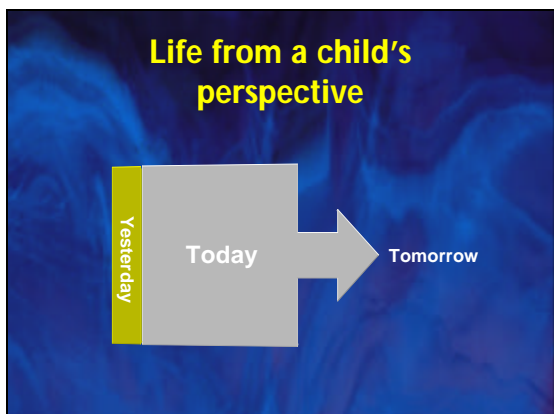 Life from a child's
perspective
Yesterday
Today
Tomorrow